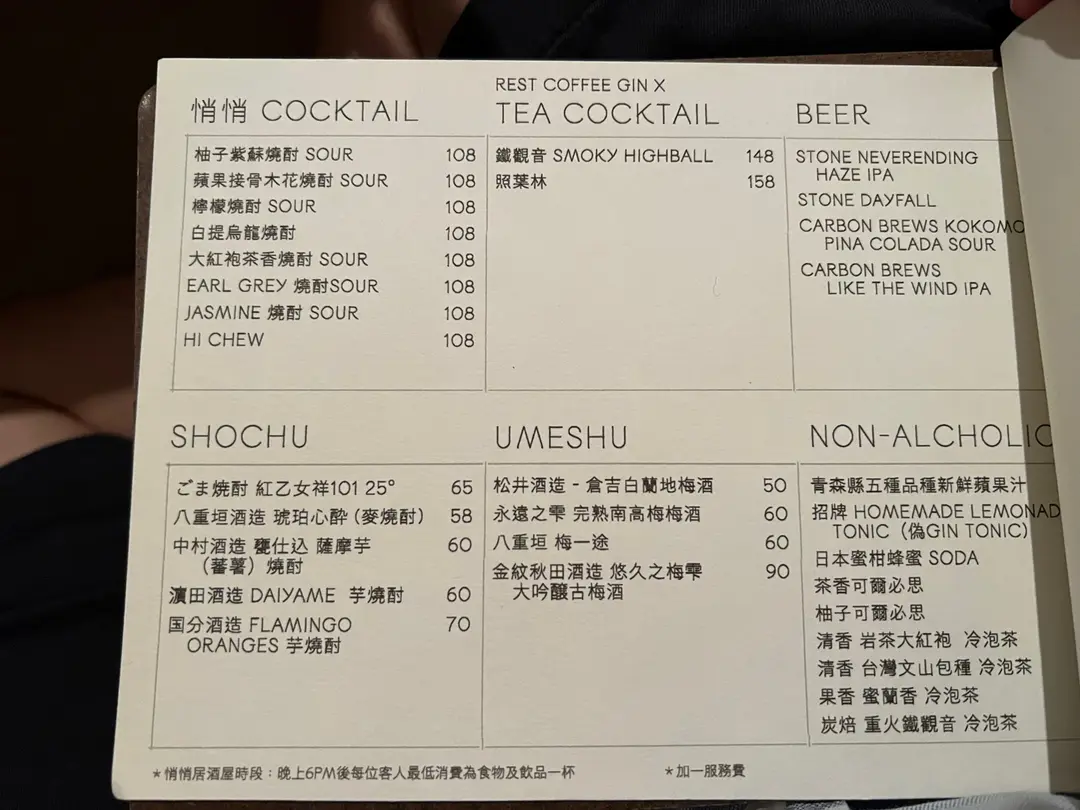 悄悄 COCKTAIL
柚子紫蘇燒酎 SOUR 108
蘋果接骨木花燒酎 SOUR 108
檸檬燒酎 SOUR 108
白提烏龍燒酎 108
大紅袍茶香燒酎 SOUR 108
EARL GREY 燒酎SOUR 108
JASMINE 燒酎 SOUR 108
HI CHEW 108
REST COFFEE GIN X
TEA COCKTAIL
鐵觀音 SMOKY HIGHBALL 148
照葉林 158
BEER
STONE NEVERENDING
HAZE IPA
STONE DAYFALL
CARBON BREWS KOKOMO
PINA COLADA SOUR
CARBON BREWS
LIKE THE WIND IPA
SHOCHU
ごま焼酎 紅乙女祥101 25° 65
八重垣酒造 琥珀心酔 (麥燒酎) 58
中村酒造 甕仕込 薩摩芋 60
(蕃薯) 燒酎
濵田酒造 DAIYAME 芋燒酎 60
国分酒造 FLAMINGO 70
ORANGES 芋燒酎
UMESHU
松井酒造 - 倉吉白蘭地梅酒 50
永遠之雫 完熟南高梅梅酒 60
八重垣 梅一途 60
金紋秋田酒造 悠久之梅雫 90
大吟釀古梅酒
NON-ALCHOLIC
青森縣五種品種新鮮蘋果汁
招牌 HOMEMADE LEMONAD
TONIC (偽GIN TONIC)
日本蜜柑蜂蜜 SODA
茶香可爾必思
柚子可爾必思
清香 岩茶大紅袍 冷泡茶
清香 台灣文山包種 冷泡茶
果香 蜜蘭香 冷泡茶
炭焙 重火鐵觀音 冷泡茶
*悄悄居酒屋時段：晚上6PM後每位客人最低消費為食物及飲品一杯
*加一服務費